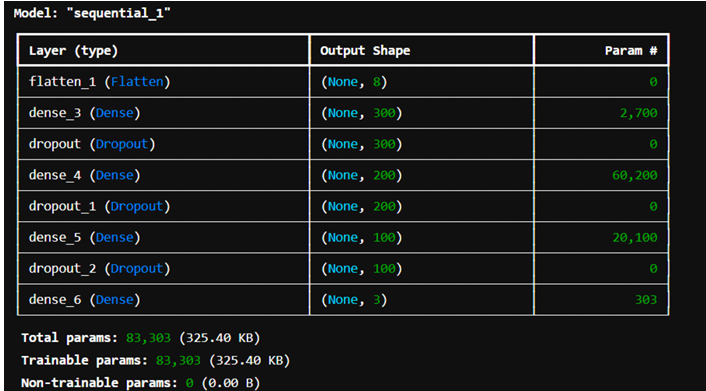 Model: "sequential_1"
Layer (type) Output Shape Param #
flatten_1 (Flatten) (None, 8) 0
dense_3 (Dense) (None, 300) 2,700
dropout (Dropout) (None, 300) 0
dense_4 (Dense) (None, 200) 60,200
dropout_1 (Dropout) (None, 200) 0
dense_5 (Dense) (None, 100) 20,100
dropout_2 (Dropout) (None, 100) 0
dense_6 (Dense) (None, 3) 303
Total params: 83,303 (325.40 KB)
Trainable params: 83,303 (325.40 KB)
Non-trainable params: 0 (0.00 B)